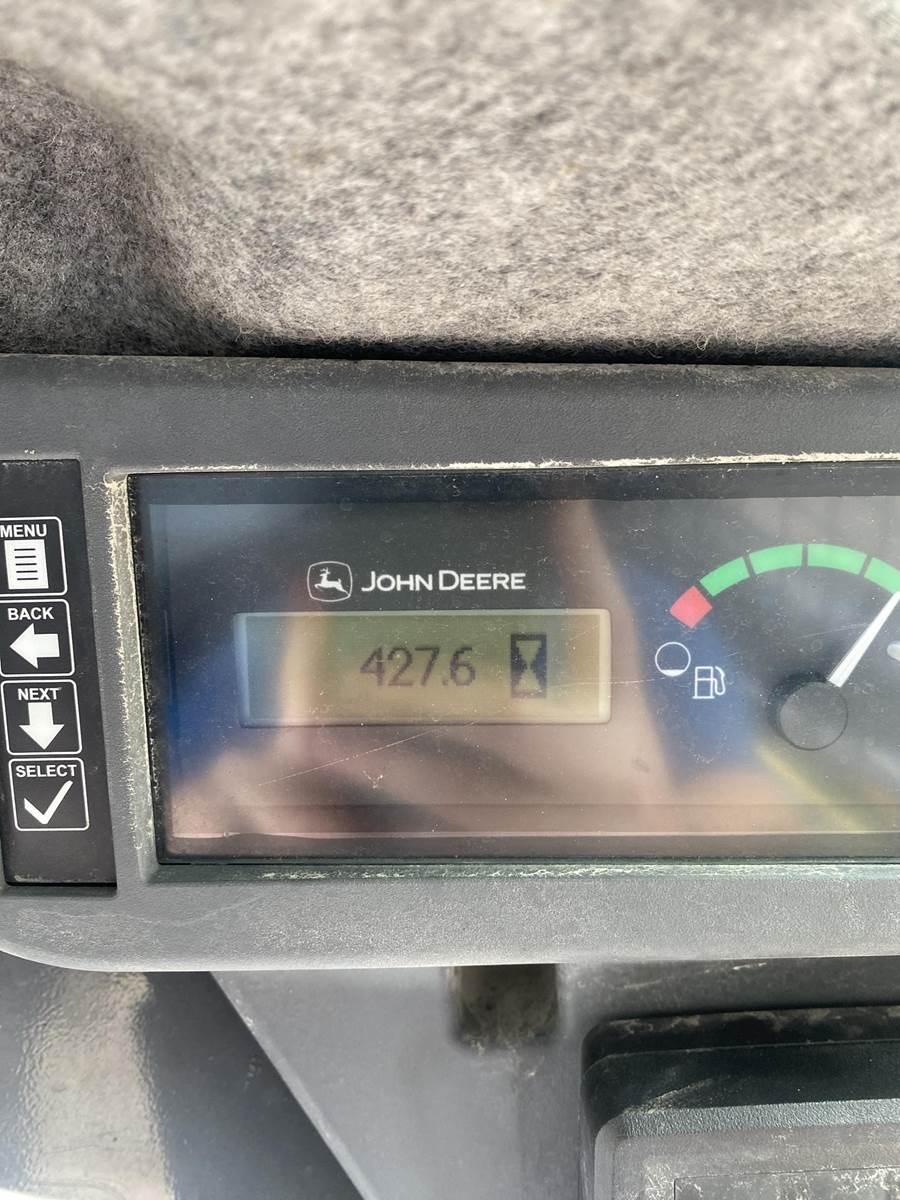 MENU
BACK
NEXT
SELECT
JOHN DEERE
427.6